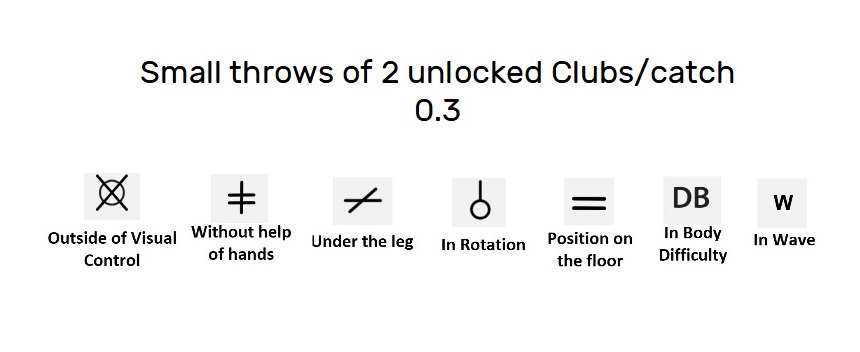 Small throws of 2 unlocked Clubs/catch
0.3
DB
W
Outside of Visual
Control
Without help
of hands
Under the leg
In Rotation
Position on
the floor
In Body
Difficulty
In Wave